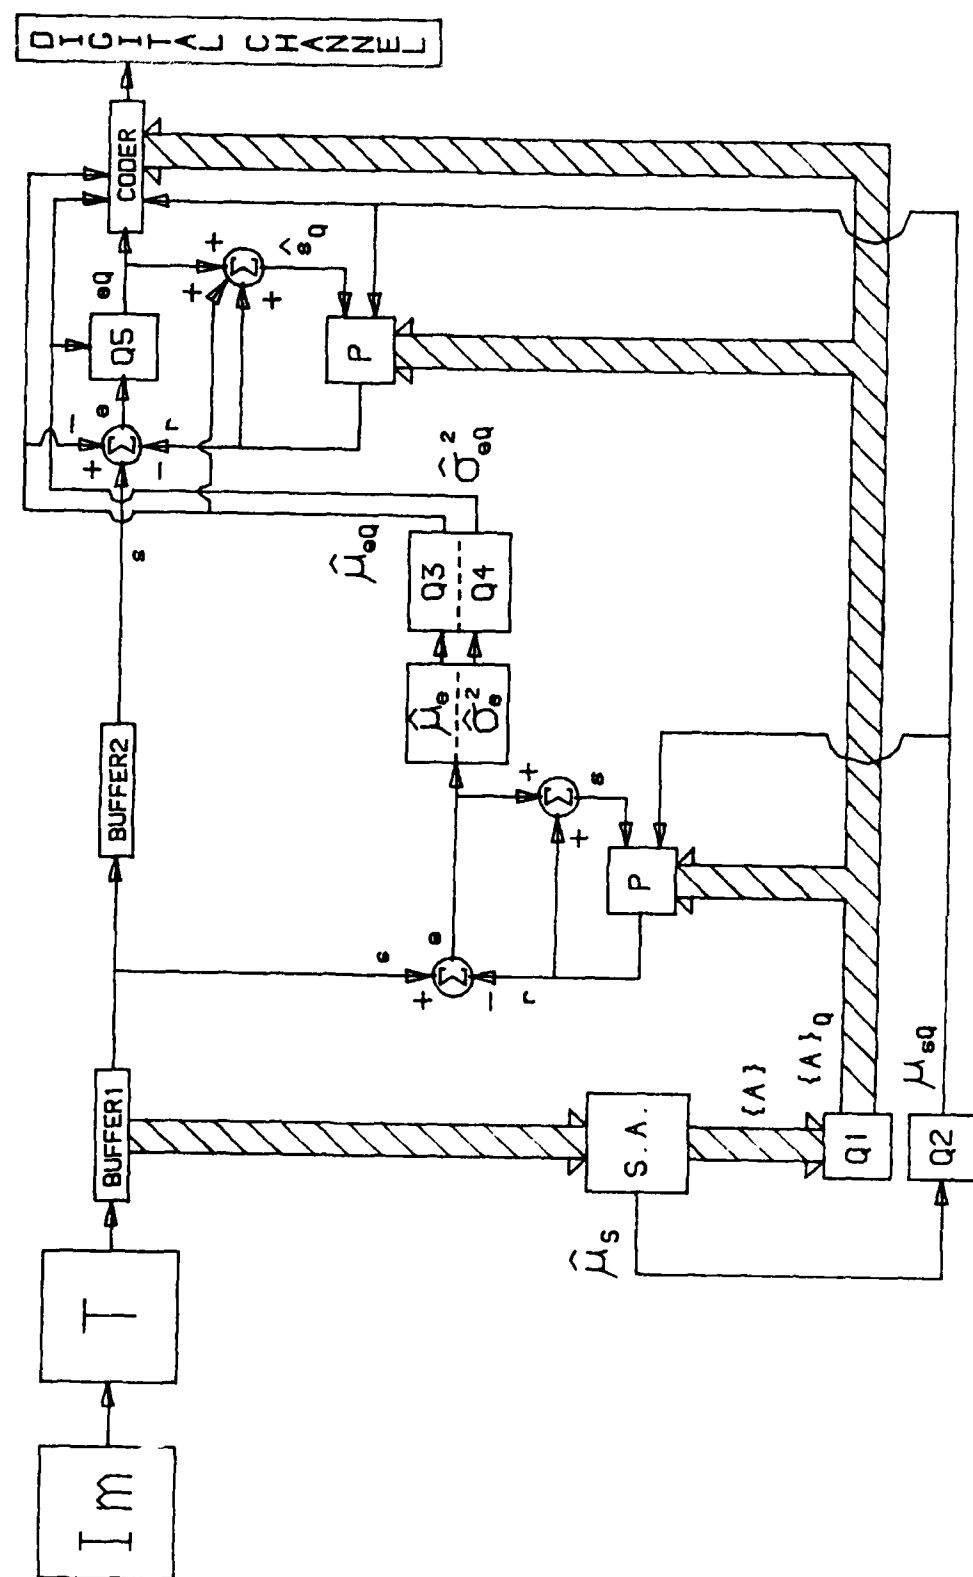 Im
T
BUFFER1
BUFFER2
s
+
−
−
Σ
e
Q5
eQ
CODER
DIGITAL CHANNEL
r
+
+
+
Σ
ŝQ
P
μ̂eQ
σ̂²eQ
Q3
Q4
μ̂e
σ̂²e
s
+
−
Σ
e
r
+
+
Σ
s
P
S.A.
μ̂S
{A}
{A}Q
Q1
Q2
μsQ